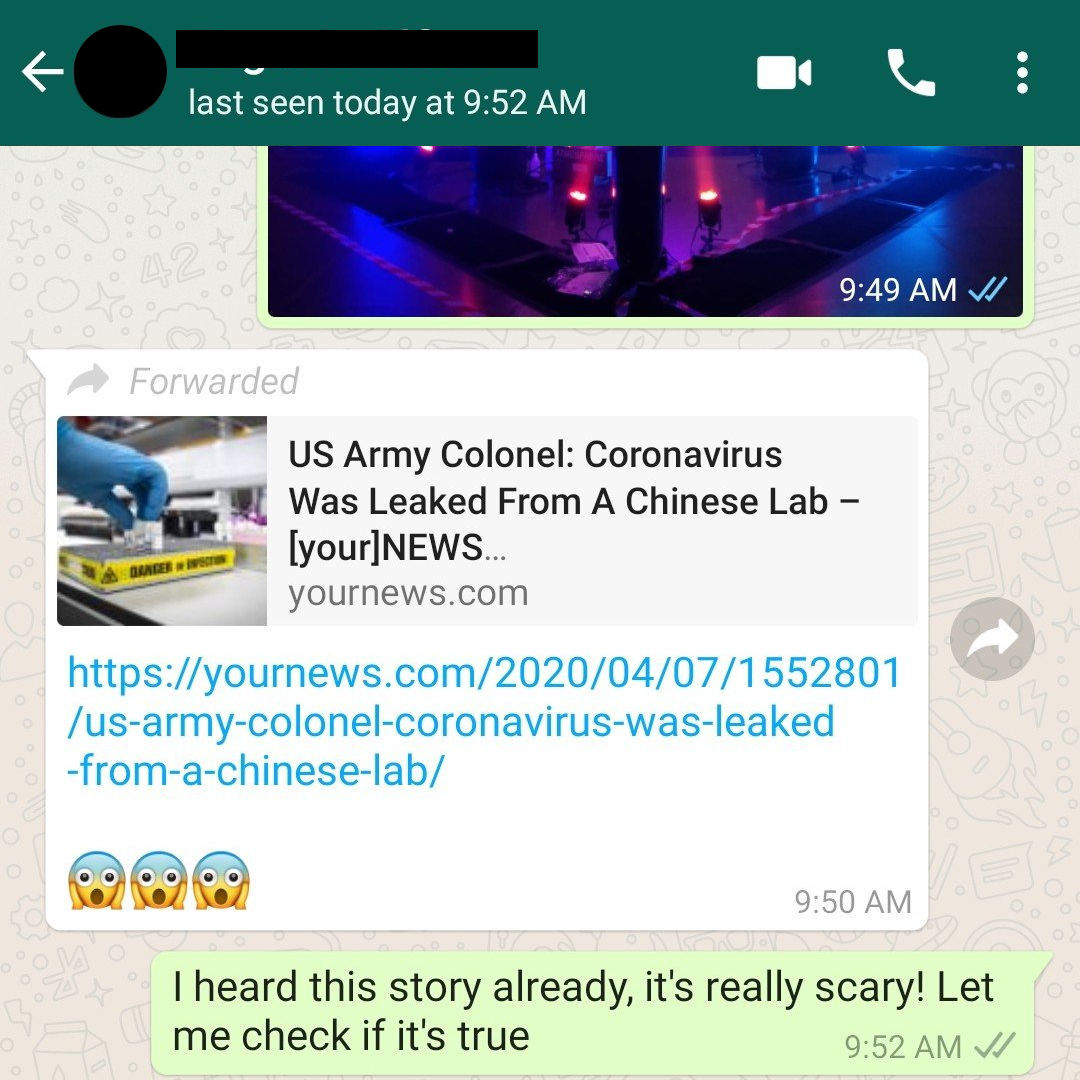 last seen today at 9:52 AM
9:49 AM
Forwarded
US Army Colonel: Coronavirus
Was Leaked From A Chinese Lab –
[your]NEWS...
yournews.com
DANGER OF INFECTION
https://yournews.com/2020/04/07/1552801
/us-army-colonel-coronavirus-was-leaked
-from-a-chinese-lab/
9:50 AM
I heard this story already, it's really scary! Let
me check if it's true
9:52 AM